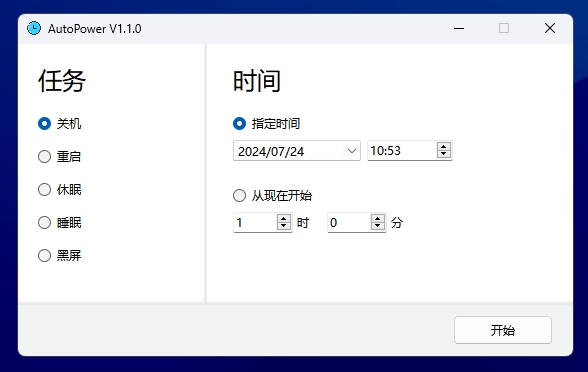 AutoPower V1.1.0
任务
关机
重启
休眠
睡眠
黑屏
时间
指定时间
2024/07/24 10:53
从现在开始
1 时 0 分
开始